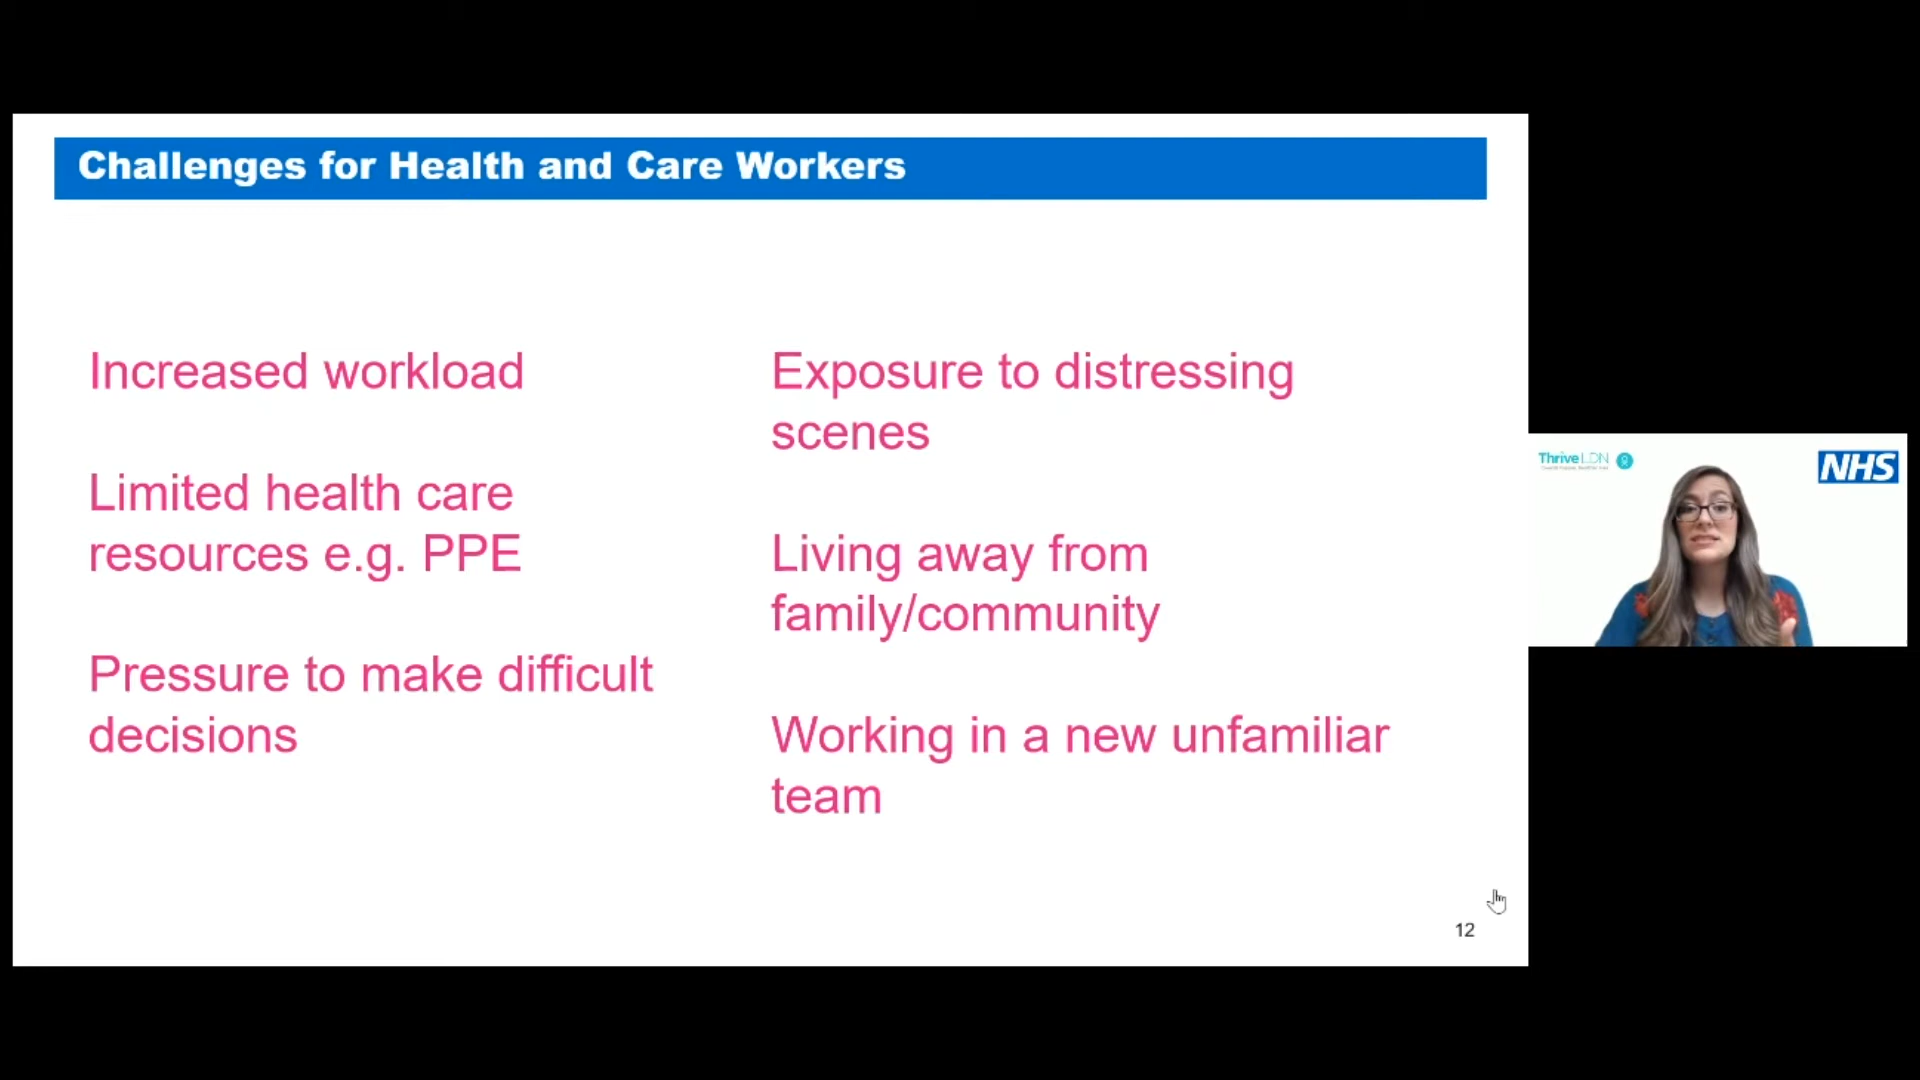 Challenges for Health and Care Workers
Increased workload
Limited health care
resources e.g. PPE
Pressure to make difficult
decisions
Exposure to distressing
scenes
Living away from
family/community
Working in a new unfamiliar
team
12
Thrive LDN
NHS